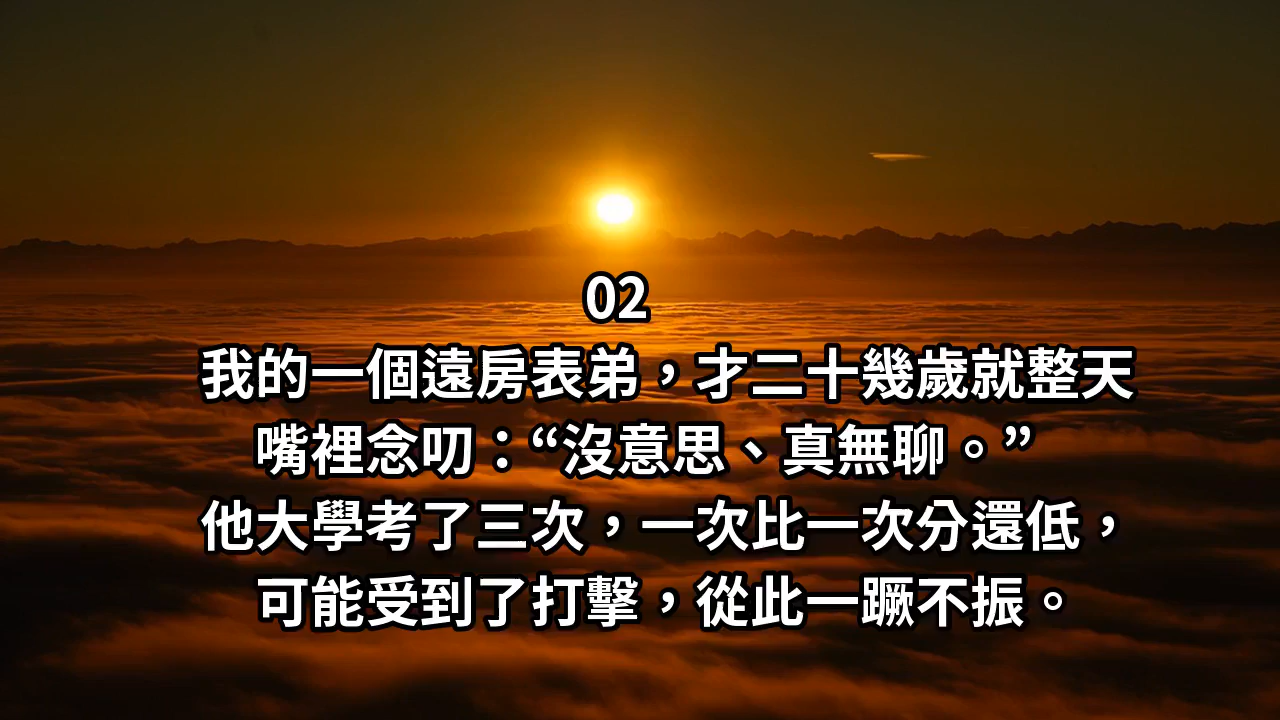 02
我的一個遠房表弟，才二十幾歲就整天
嘴裡念叨：“沒意思、真無聊。”
他大學考了三次，一次比一次分還低，
可能受到了打擊，從此一蹶不振。